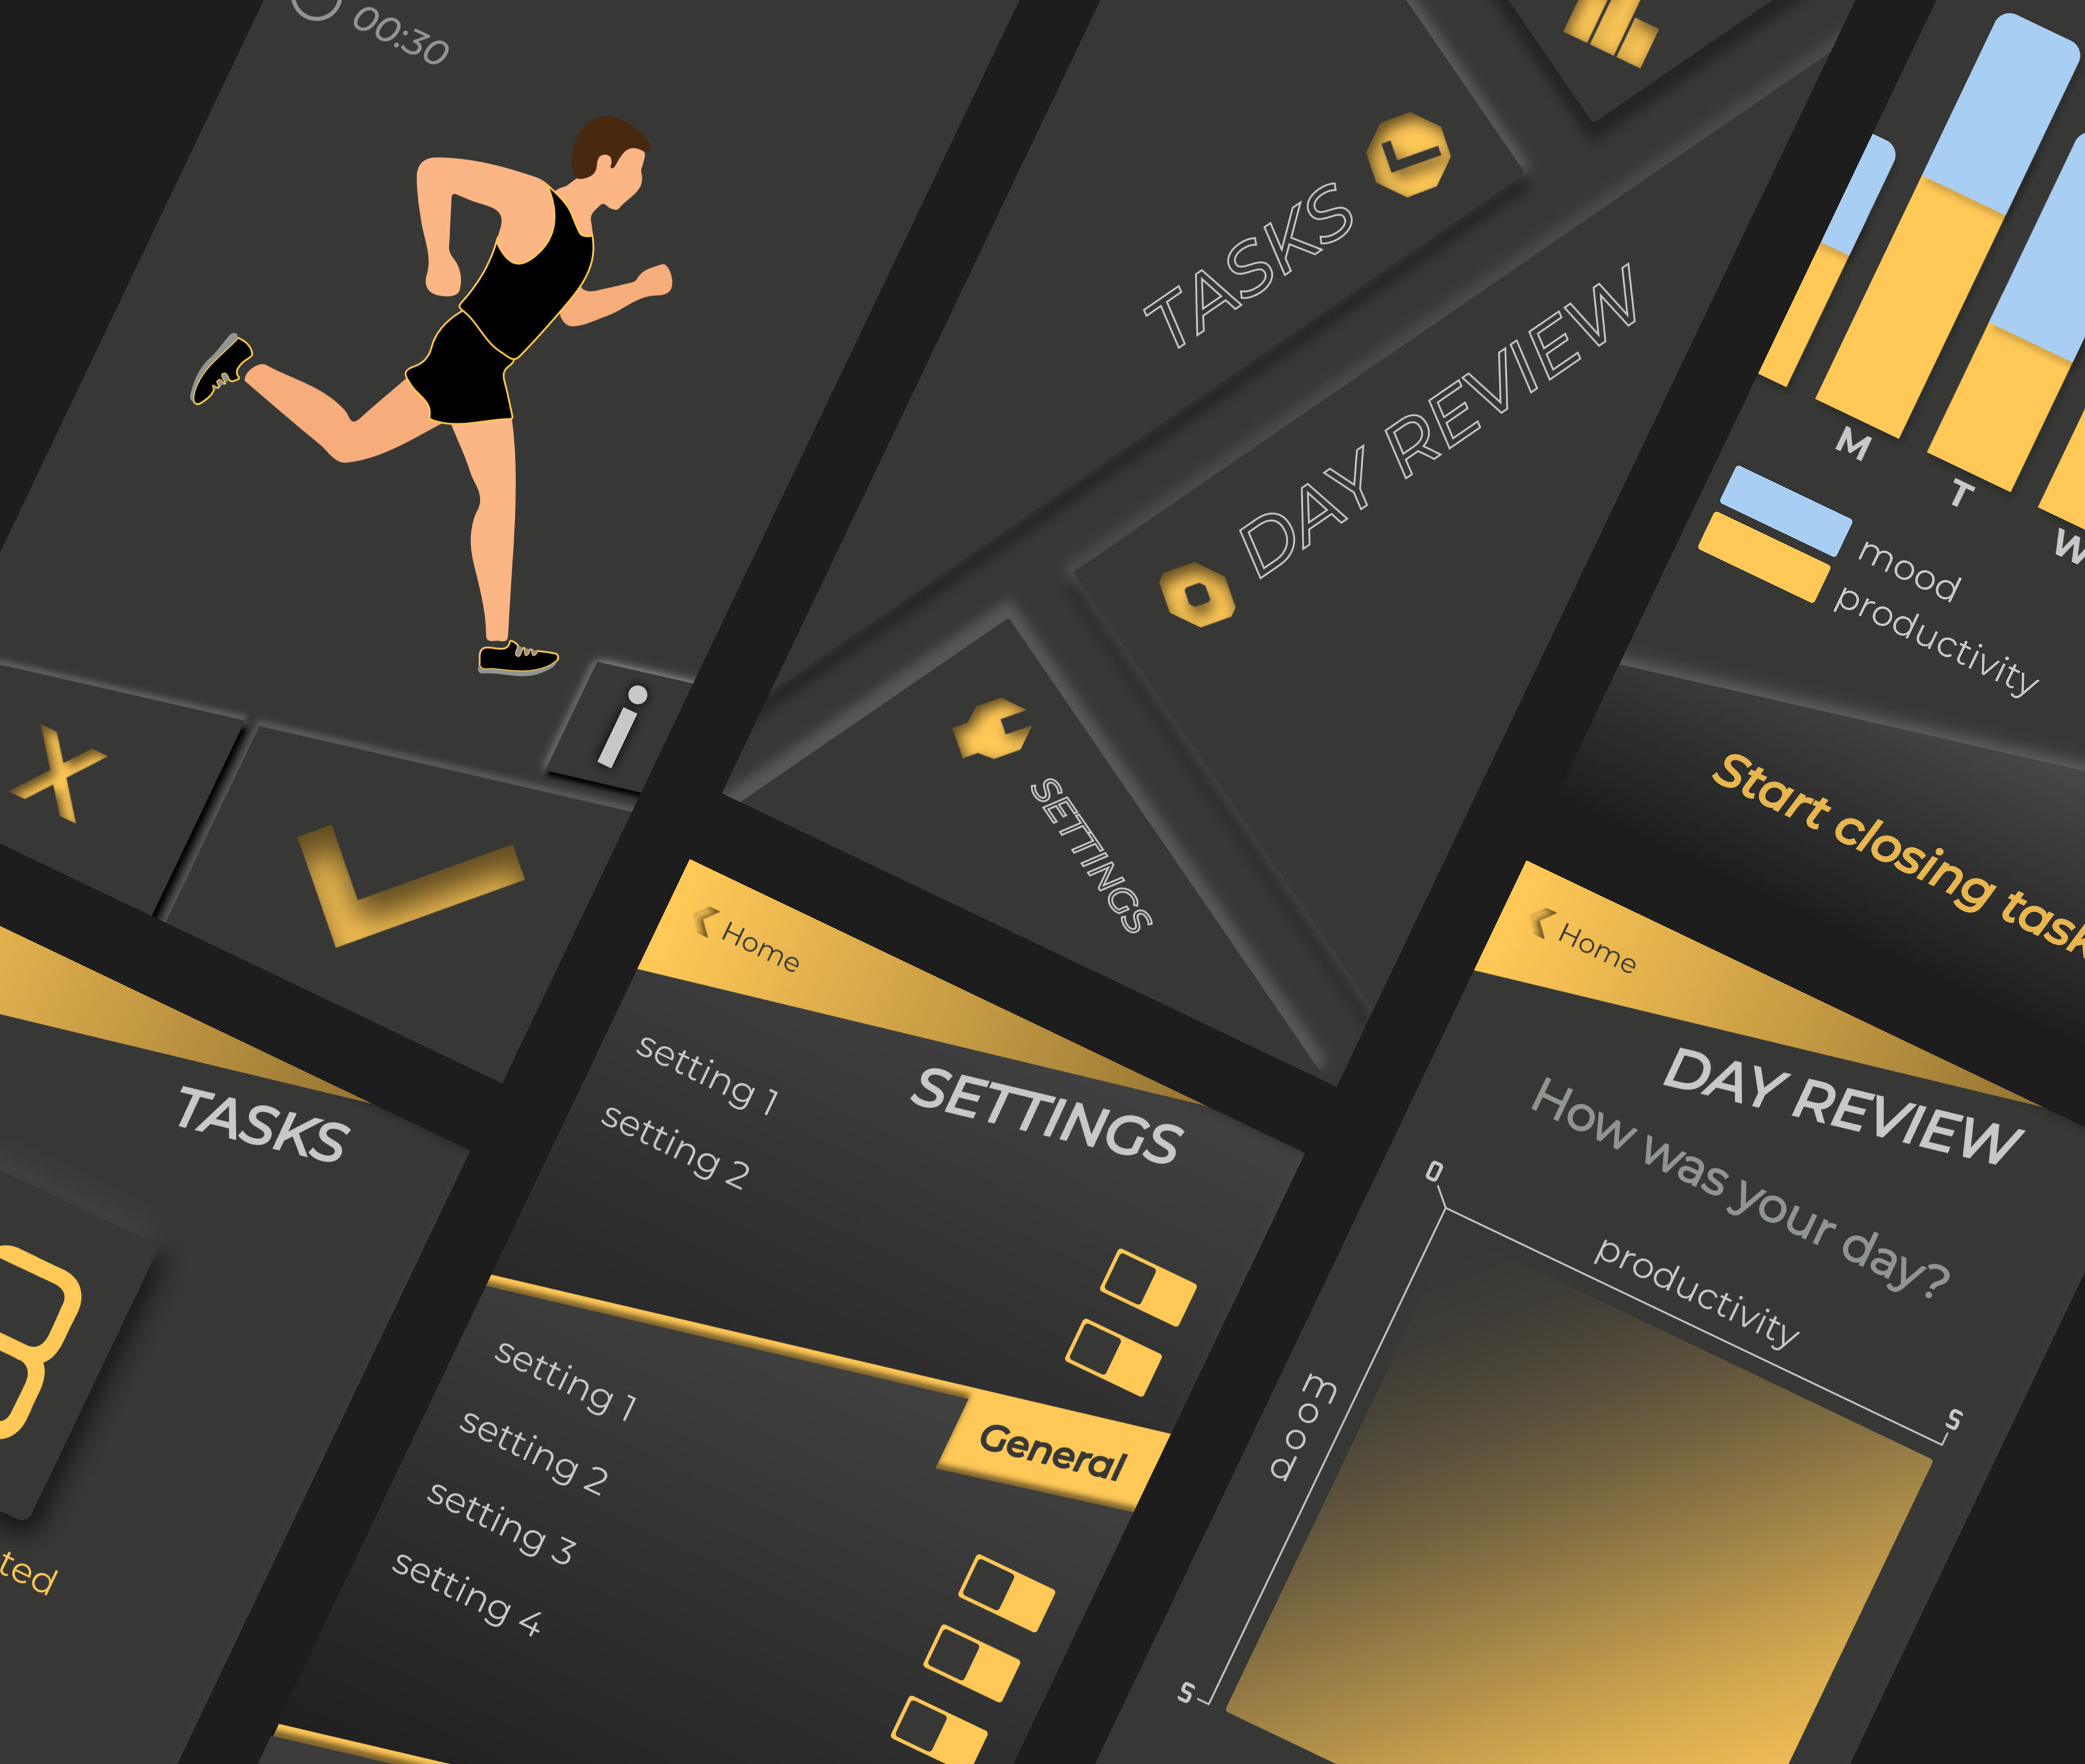 00:30
X
i
TASKS
DAY REVIEW
SETTINGS
M
T
W
mood
productivity
Start closing task
TASKS
ted
Home
SETTINGS
setting 1
setting 2
General
setting 1
setting 2
setting 3
setting 4
Home
DAY REVIEW
How was your day?
0
productivity
5
mood
5